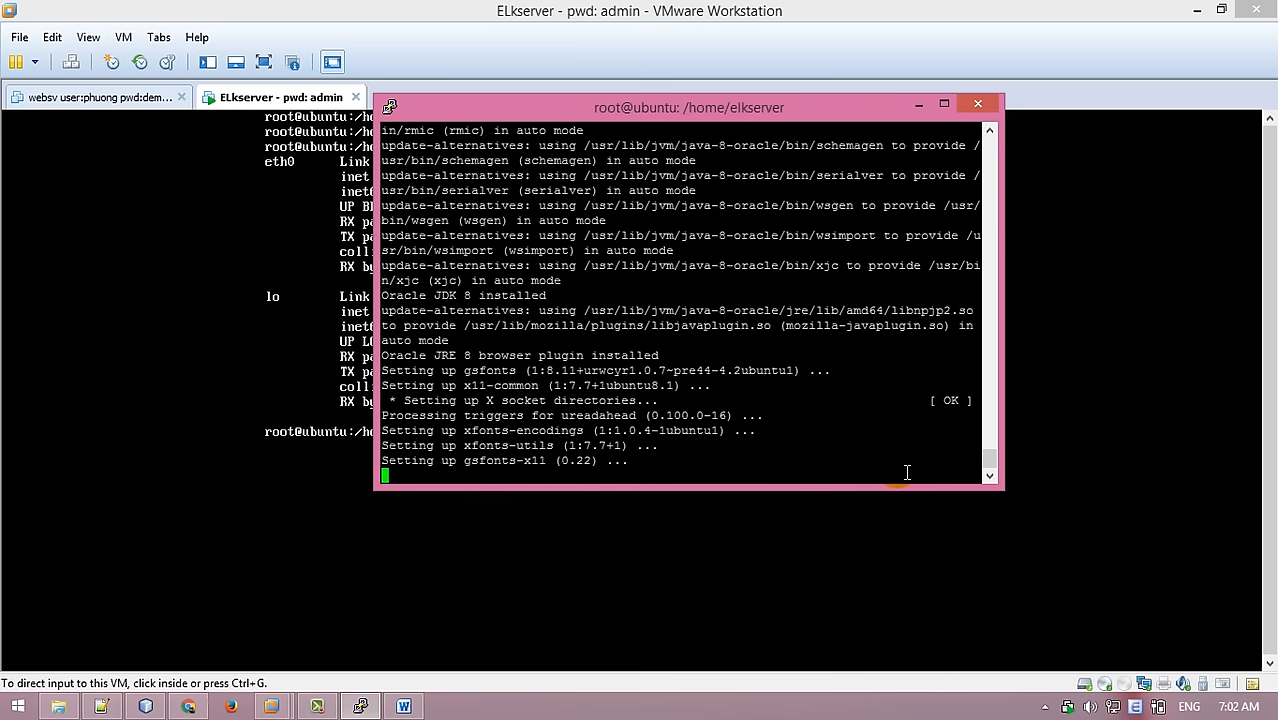 ELkserver - pwd: admin - VMware Workstation
File Edit View VM Tabs Help
websv user:phuong pwd:dem...
ELkserver - pwd: admin
root@ubuntu: /home/elkserver
root@ubuntu:/h
root@ubuntu:/h
root@ubuntu:/h
eth0 Link
inet
inet6
UP B
RX pa
TX pa
coll
RX by
lo Link
inet
inet6
UP LO
RX pa
TX pa
coll
RX by
root@ubuntu:/h
in/rmic (rmic) in auto mode
update-alternatives: using /usr/lib/jvm/java-8-oracle/bin/schemagen to provide /
usr/bin/schemagen (schemagen) in auto mode
update-alternatives: using /usr/lib/jvm/java-8-oracle/bin/serialver to provide /
usr/bin/serialver (serialver) in auto mode
update-alternatives: using /usr/lib/jvm/java-8-oracle/bin/wsgen to provide /usr/
bin/wsgen (wsgen) in auto mode
update-alternatives: using /usr/lib/jvm/java-8-oracle/bin/wsimport to provide /u
sr/bin/wsimport (wsimport) in auto mode
update-alternatives: using /usr/lib/jvm/java-8-oracle/bin/xjc to provide /usr/bi
n/xjc (xjc) in auto mode
Oracle JDK 8 installed
update-alternatives: using /usr/lib/jvm/java-8-oracle/jre/lib/amd64/libnpjp2.so
to provide /usr/lib/mozilla/plugins/libjavaplugin.so (mozilla-javaplugin.so) in
auto mode
Oracle JRE 8 browser plugin installed
Setting up gsfonts (1:8.11+urwcyr1.0.7~pre44-4.2ubuntu1) ...
Setting up x11-common (1:7.7+1ubuntu8.1) ...
* Setting up X socket directories... [ OK ]
Processing triggers for ureadahead (0.100.0-16) ...
Setting up xfonts-encodings (1:1.0.4-1ubuntu1) ...
Setting up xfonts-utils (1:7.7+1) ...
Setting up gsfonts-x11 (0.22) ...
To direct input to this VM, click inside or press Ctrl+G.
ENG 7:02 AM